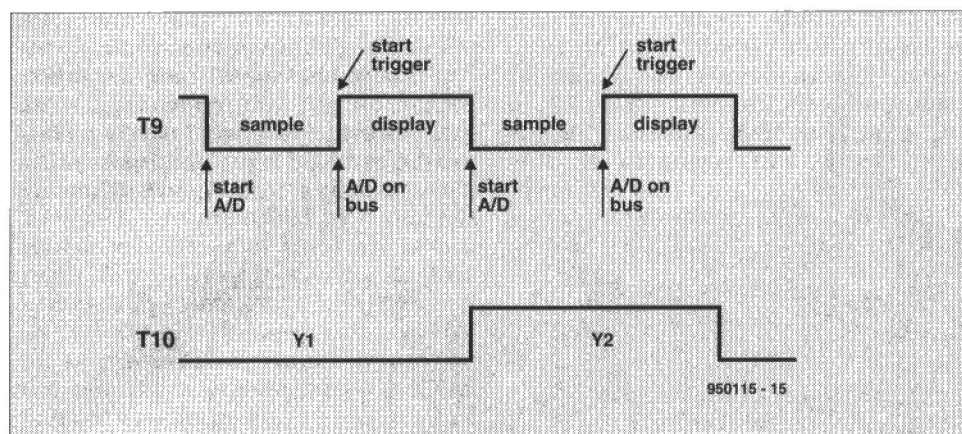 start
trigger
start
trigger
T9
sample
display
sample
display
start
A/D
A/D on
bus
start
A/D
A/D on
bus
T10
Y1
Y2
950115 - 15